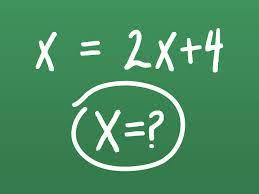 x = 2x+4
X=?